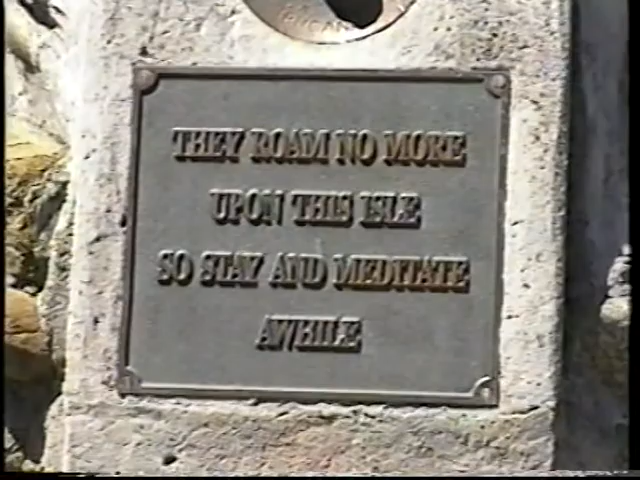 THEY ROAM NO MORE
UPON THIS ISLE
SO STAY AND MEDITATE
AWHILE